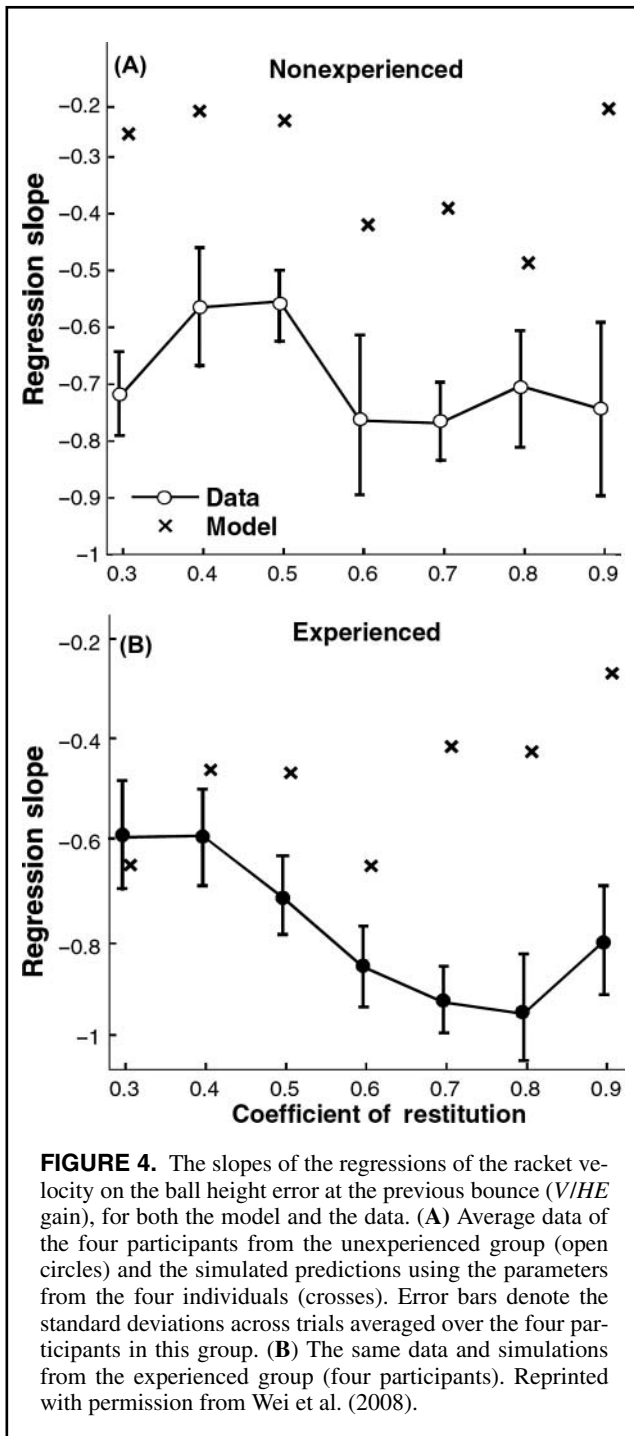 (A)
Nonexperienced
Regression slope
−0.2
−0.3
−0.4
−0.5
−0.6
−0.7
−0.8
−0.9
−1
Data
Model
0.3 0.4 0.5 0.6 0.7 0.8 0.9
(B)
Experienced
Regression slope
−0.2
−0.4
−0.6
−0.8
−1
0.3 0.4 0.5 0.6 0.7 0.8 0.9
Coefficient of restitution
FIGURE 4. The slopes of the regressions of the racket ve-
locity on the ball height error at the previous bounce (V/HE
gain), for both the model and the data. (A) Average data of
the four participants from the unexperienced group (open
circles) and the simulated predictions using the parameters
from the four individuals (crosses). Error bars denote the
standard deviations across trials averaged over the four par-
ticipants in this group. (B) The same data and simulations
from the experienced group (four participants). Reprinted
with permission from Wei et al. (2008).